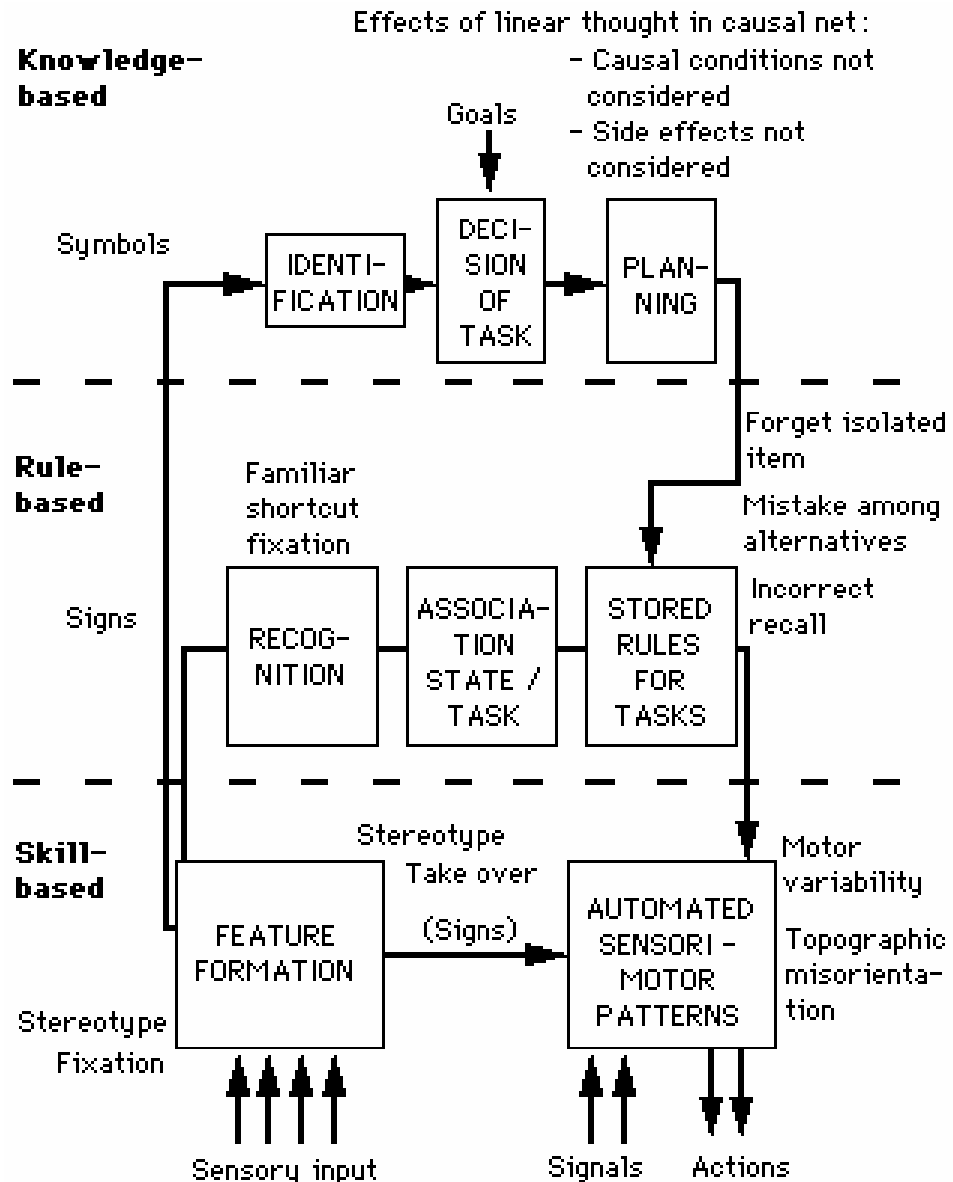 Effects of linear thought in causal net:
- Causal conditions not
considered
- Side effects not
considered
Knowledge-
based
Goals
Symbols
IDENTI-
FICATION
DECI-
SION
OF
TASK
PLAN-
NING
Forget isolated
item
Rule-
based
Familiar
shortcut
fixation
Mistake among
alternatives
Incorrect
recall
Signs
RECOG-
NITION
ASSOCIA-
TION
STATE /
TASK
STORED
RULES
FOR
TASKS
Skill-
based
Stereotype
Take over
(Signs)
Motor
variability
FEATURE
FORMATION
AUTOMATED
SENSORI-
MOTOR
PATTERNS
Topographic
misorienta-
tion
Stereotype
Fixation
Sensory input
Signals
Actions